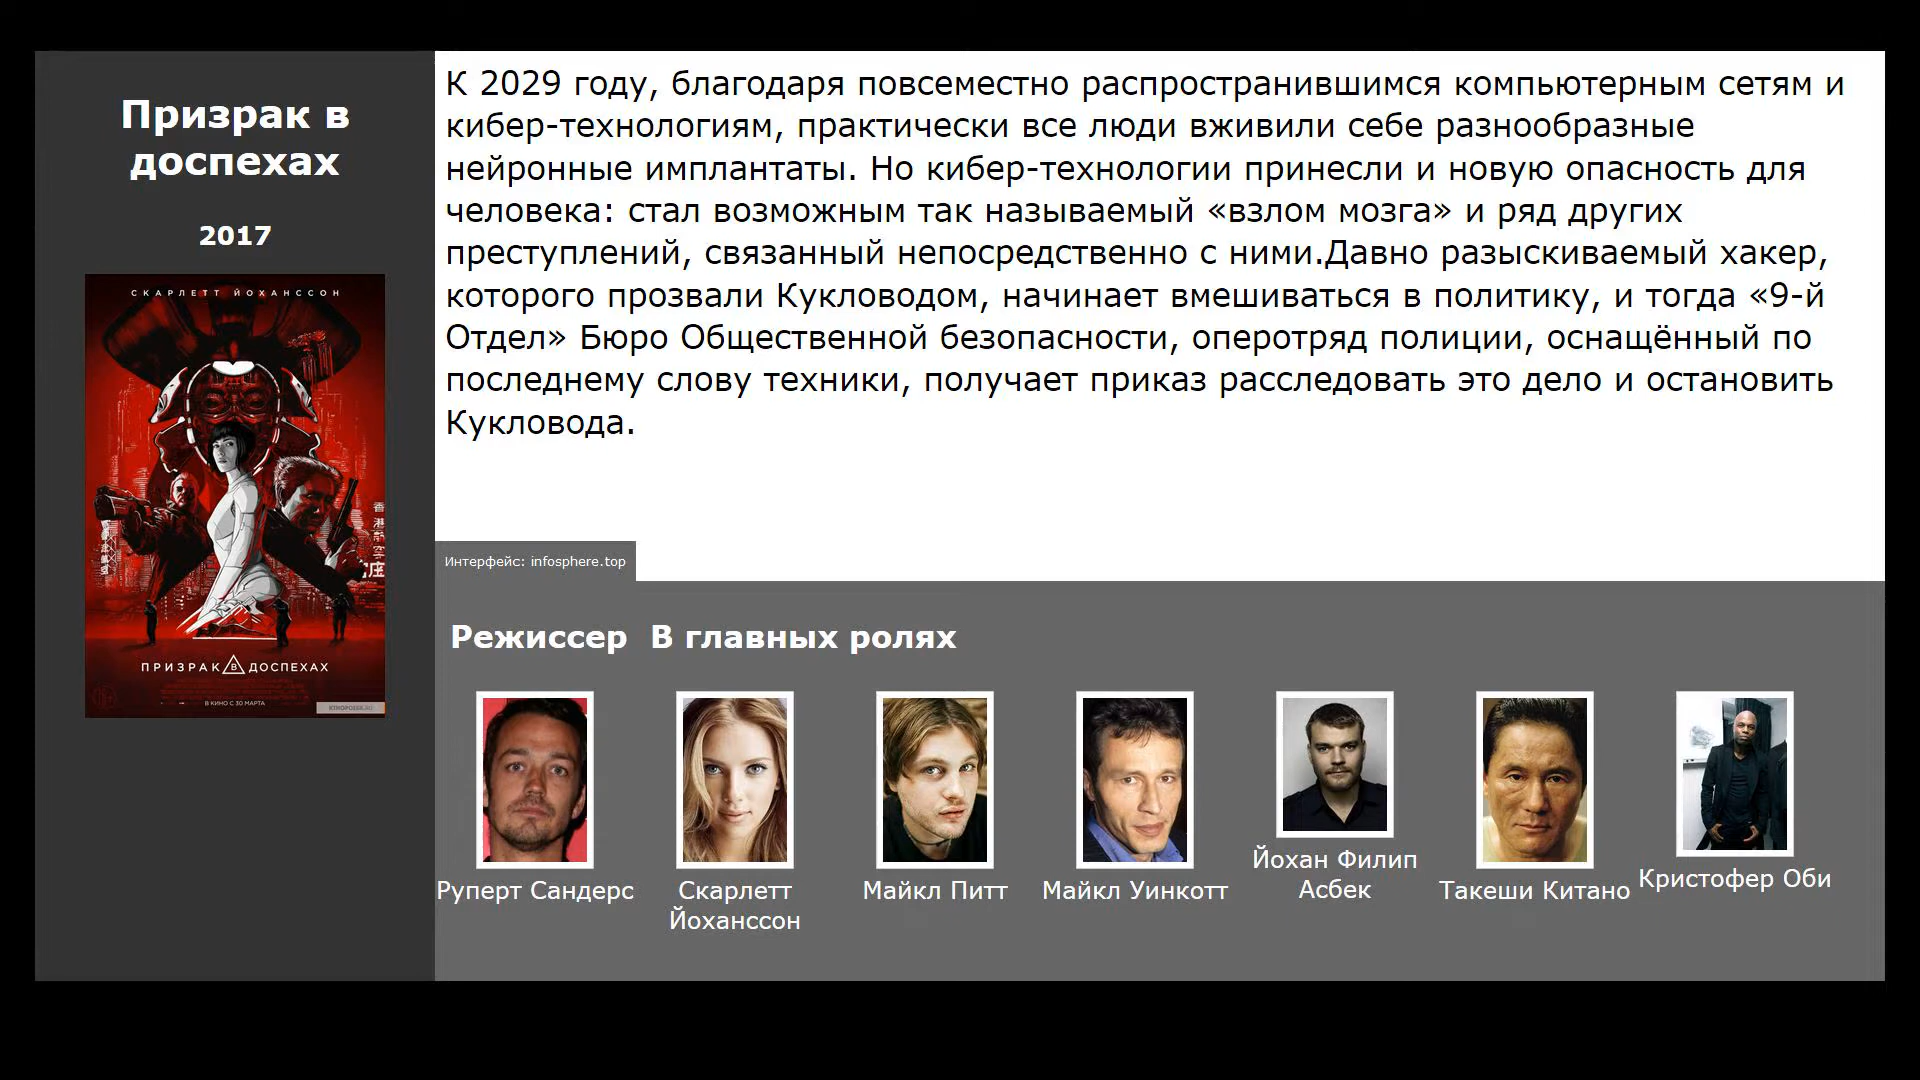 Призрак в
доспехах
2017
СКАРЛЕТТ ЙОХАНССОН
ПРИЗРАК В ДОСПЕХАХ
В КИНО С 30 МАРТА
К 2029 году, благодаря повсеместно распространившимся компьютерным сетям и
кибер-технологиям, практически все люди вживили себе разнообразные
нейронные имплантаты. Но кибер-технологии принесли и новую опасность для
человека: стал возможным так называемый «взлом мозга» и ряд других
преступлений, связанный непосредственно с ними.Давно разыскиваемый хакер,
которого прозвали Кукловодом, начинает вмешиваться в политику, и тогда «9-й
Отдел» Бюро Общественной безопасности, оперотряд полиции, оснащённый по
последнему слову техники, получает приказ расследовать это дело и остановить
Кукловода.
Интерфейс: infosphere.top
Режиссер В главных ролях
Руперт Сандерс
Скарлетт
Йоханссон
Майкл Питт
Майкл Уинкотт
Йохан Филип
Асбек
Такеши Китано
Кристофер Оби